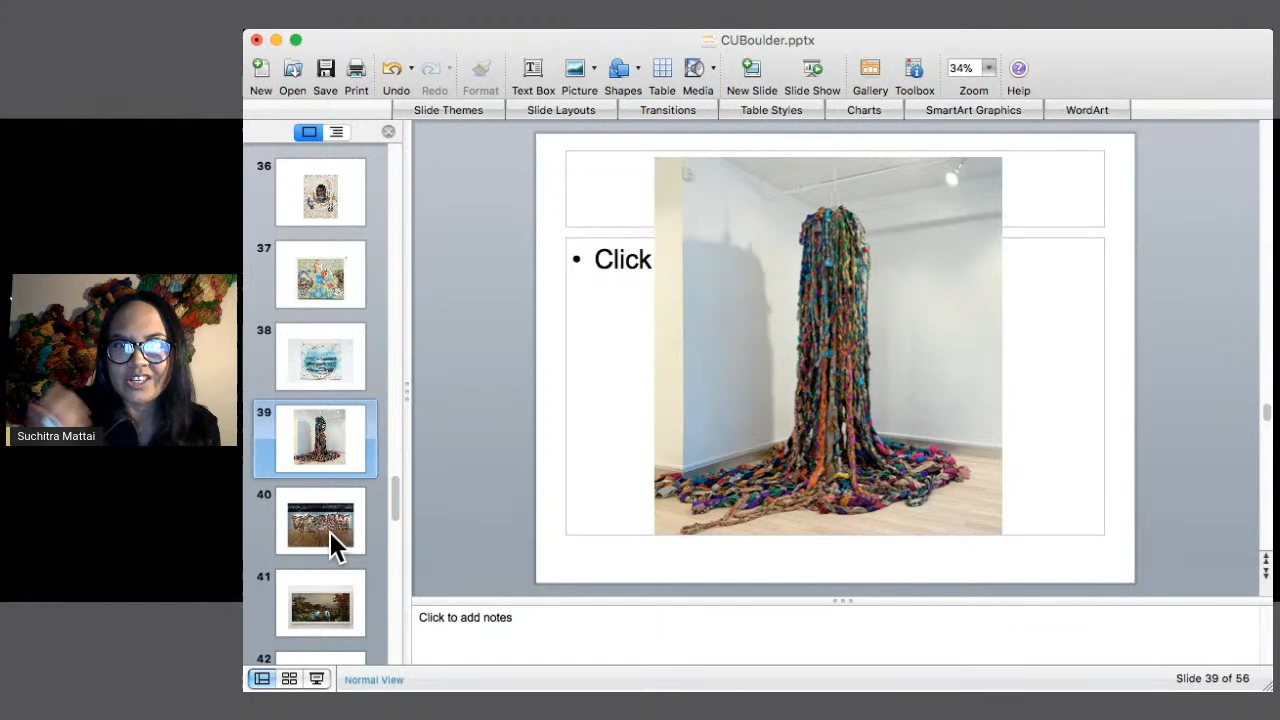 CUBoulder.pptx
New
Open
Save
Print
Undo
Redo
Format
Text Box
Picture
Shapes
Table
Media
New Slide
Slide Show
Gallery
Toolbox
34%
Zoom
Help
Slide Themes
Slide Layouts
Transitions
Table Styles
Charts
SmartArt Graphics
WordArt
36
37
38
39
40
41
42
• Click
Suchitra Mattai
Click to add notes
Normal View
Slide 39 of 56